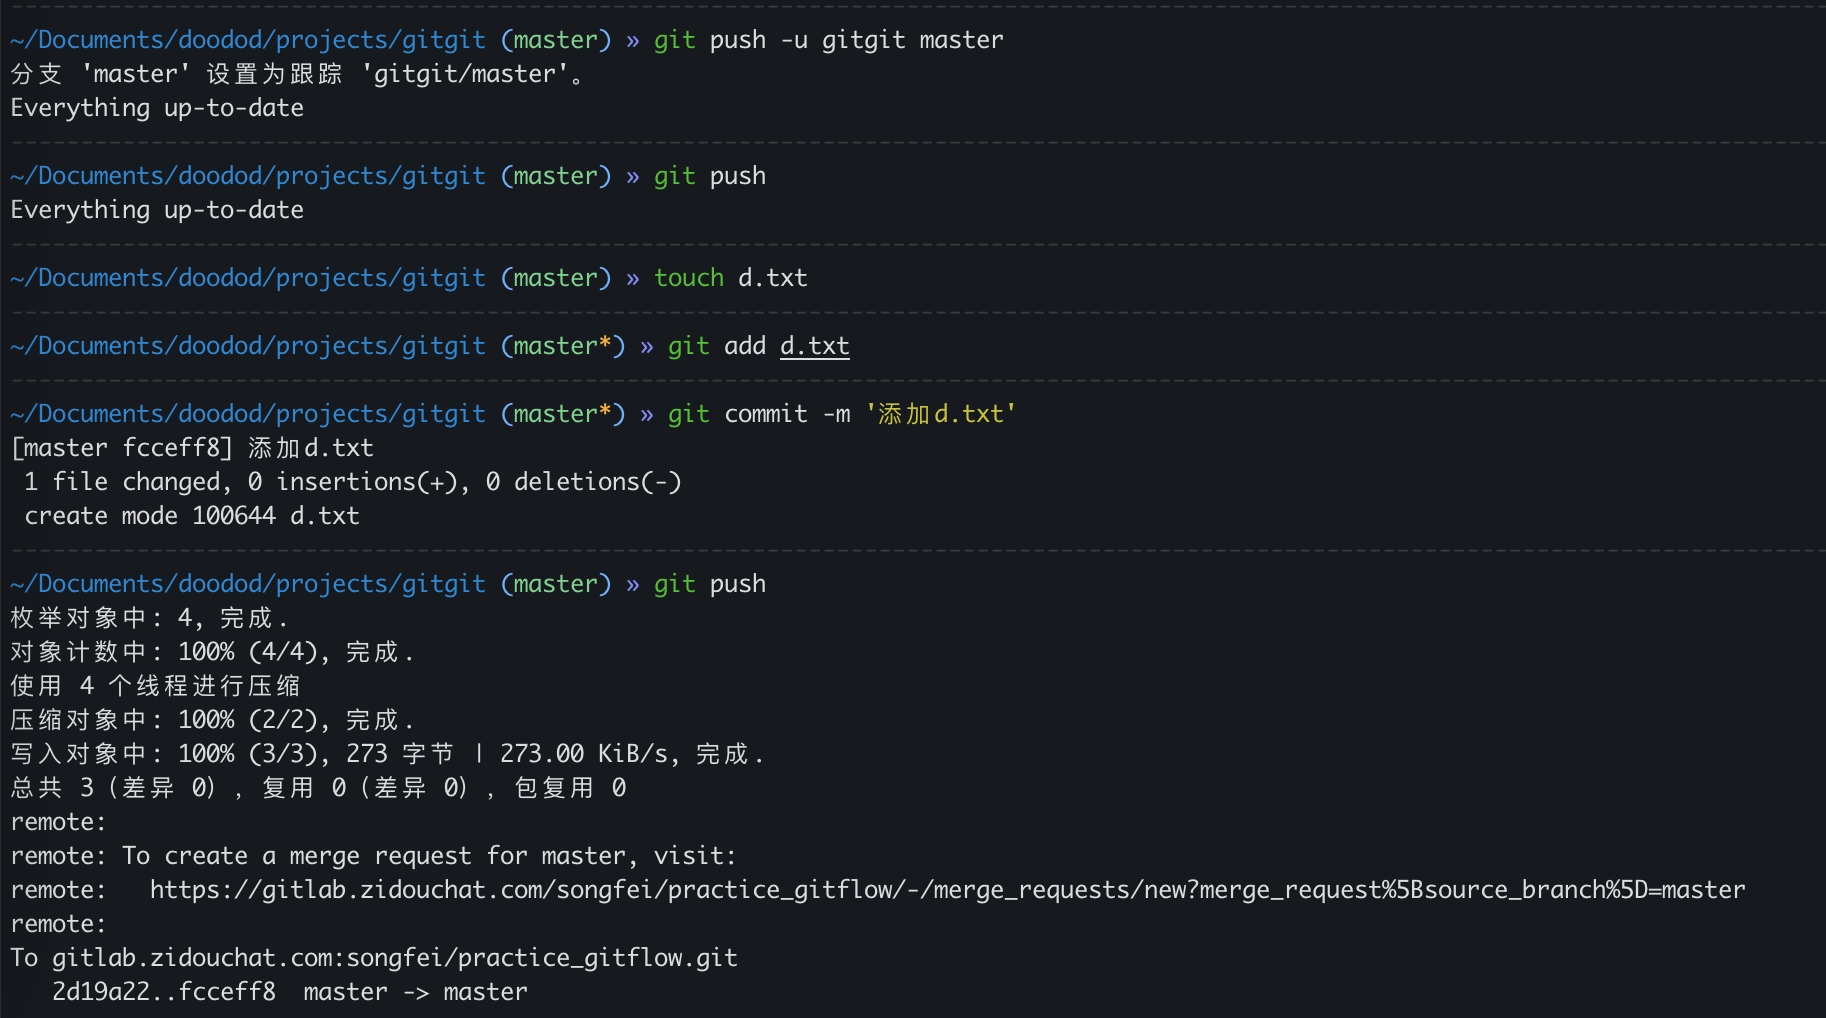 ~/Documents/doodod/projects/gitgit (master) » git push -u gitgit master
分支 'master' 设置为跟踪 'gitgit/master'。
Everything up-to-date
~/Documents/doodod/projects/gitgit (master) » git push
Everything up-to-date
~/Documents/doodod/projects/gitgit (master) » touch d.txt
~/Documents/doodod/projects/gitgit (master*) » git add d.txt
~/Documents/doodod/projects/gitgit (master*) » git commit -m '添加d.txt'
[master fcceff8] 添加d.txt
 1 file changed, 0 insertions(+), 0 deletions(-)
 create mode 100644 d.txt
~/Documents/doodod/projects/gitgit (master) » git push
枚举对象中: 4, 完成.
对象计数中: 100% (4/4), 完成.
使用 4 个线程进行压缩
压缩对象中: 100% (2/2), 完成.
写入对象中: 100% (3/3), 273 字节 | 273.00 KiB/s, 完成.
总共 3（差异 0），复用 0（差异 0），包复用 0
remote:
remote: To create a merge request for master, visit:
remote:   https://gitlab.zidouchat.com/songfei/practice_gitflow/-/merge_requests/new?merge_request%5Bsource_branch%5D=master
remote:
To gitlab.zidouchat.com:songfei/practice_gitflow.git
   2d19a22..fcceff8  master -> master